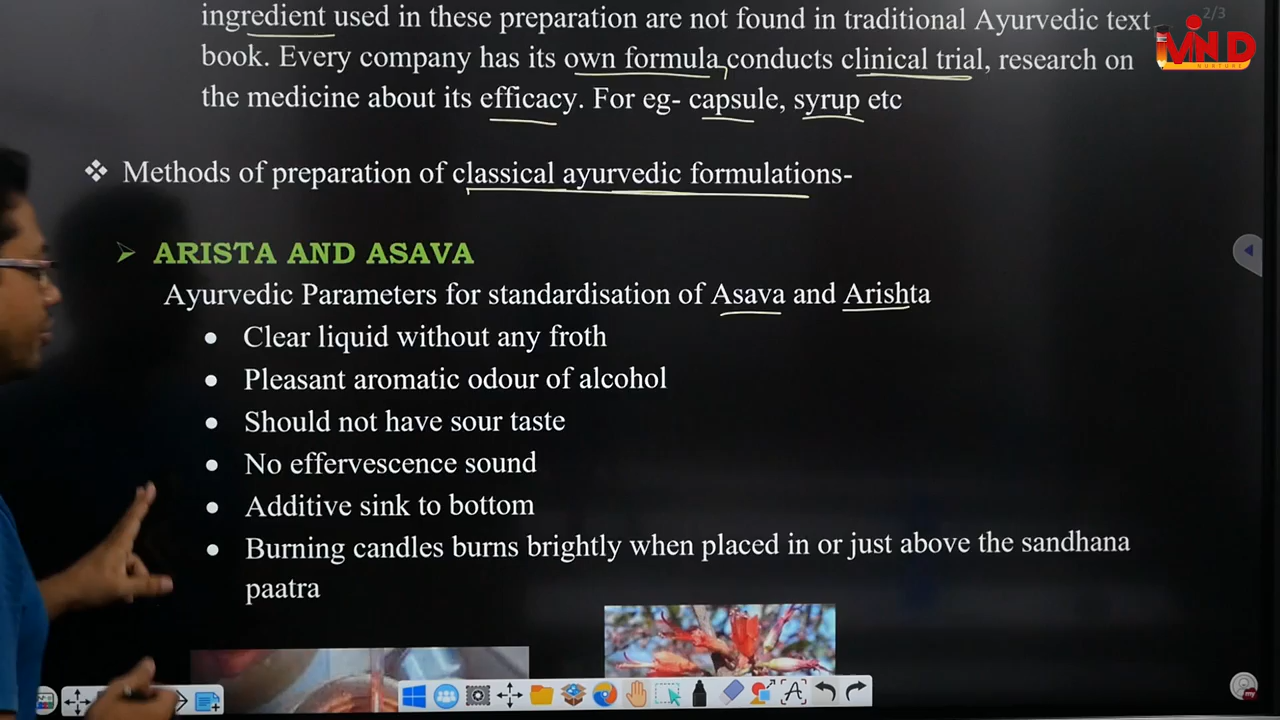 2/3
ingredient used in these preparation are not found in traditional Ayurvedic text
MIND
NURTURE
book. Every company has its own formula,conducts clinical trial, research on
the medicine about its efficacy. For eg- capsule, syrup etc
❖ Methods of preparation of classical ayurvedic formulations-
➢ ARISTA AND ASAVA
Ayurvedic Parameters for standardisation of Asava and Arishta
• Clear liquid without any froth
• Pleasant aromatic odour of alcohol
• Should not have sour taste
• No effervescence sound
• Additive sink to bottom
• Burning candles burns brightly when placed in or just above the sandhana
paatra